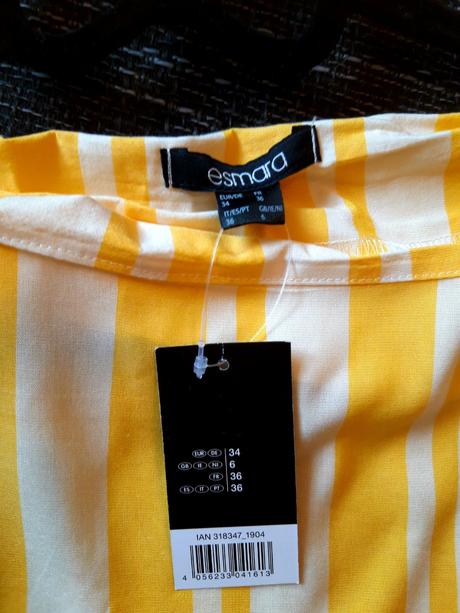 esmara
EUR/DE FR
34 36
IT/ES/PT GB/IE/NI
36 6
EUR DE 34
GB IE NI 6
FR 36
ES IT PT 36
IAN 318347_1904
4 056233 041613